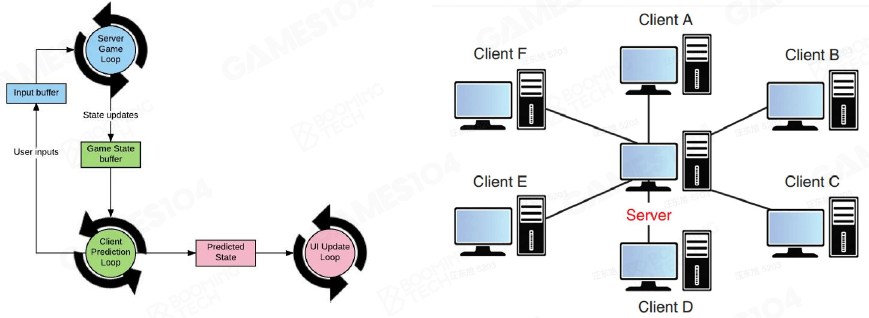 Server
Game
Loop
Input buffer
State updates
User inputs
Game State
buffer
Client
Prediction
Loop
Predicted
State
UI Update
Loop
Client A
Client F
Client B
Client E
Client C
Server
Client D
GAMES104
BOOMING
TECH